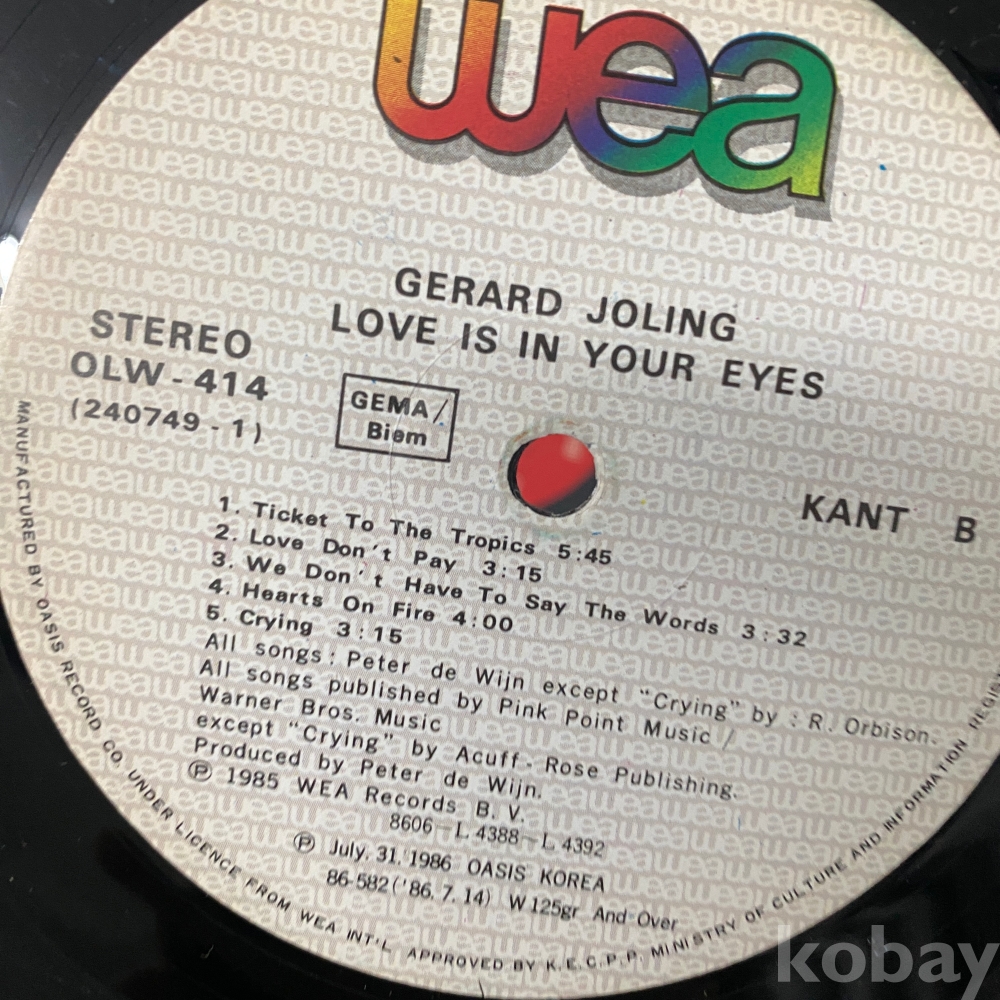 wea
GERARD JOLING
LOVE IS IN YOUR EYES
STEREO
OLW-414
(240749-1)
GEMA/
Biem
KANT B
1. Ticket To The Tropics 5:45
2. Love Don't Pay 3:15
3. We Don't Have To Say The Words 3:32
4. Hearts On Fire 4:00
5. Crying 3:15
All songs: Peter de Wijn except "Crying" by : R. Orbison.
All songs published by Pink Point Music /
Warner Bros. Music
except "Crying" by Acuff-Rose Publishing.
Produced by Peter de Wijn.
Ⓟ 1985 WEA Records B. V.
8606-L 4388-L 4392
Ⓟ July. 31. 1986 OASIS KOREA
86-582('86. 7. 14) W125gr And Over
MANUFACTURED BY OASIS RECORD CO. UNDER LICENCE FROM WEA INT'L APPROVED BY K.E.C.P.P. MINISTRY OF CULTURE AND INFORMATION
kobay